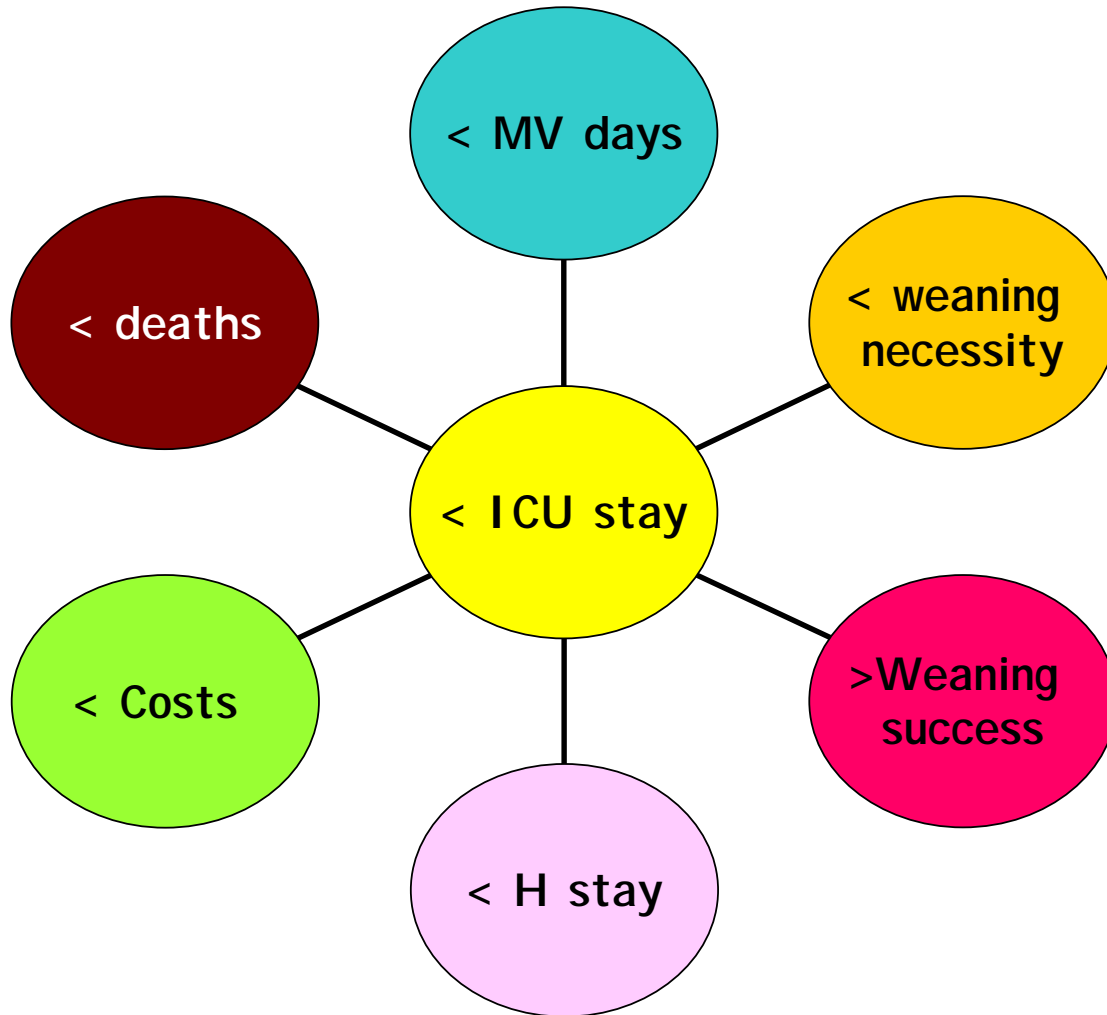 < MV days
< deaths
< weaning
necessity
< ICU stay
< Costs
>Weaning
success
< H stay